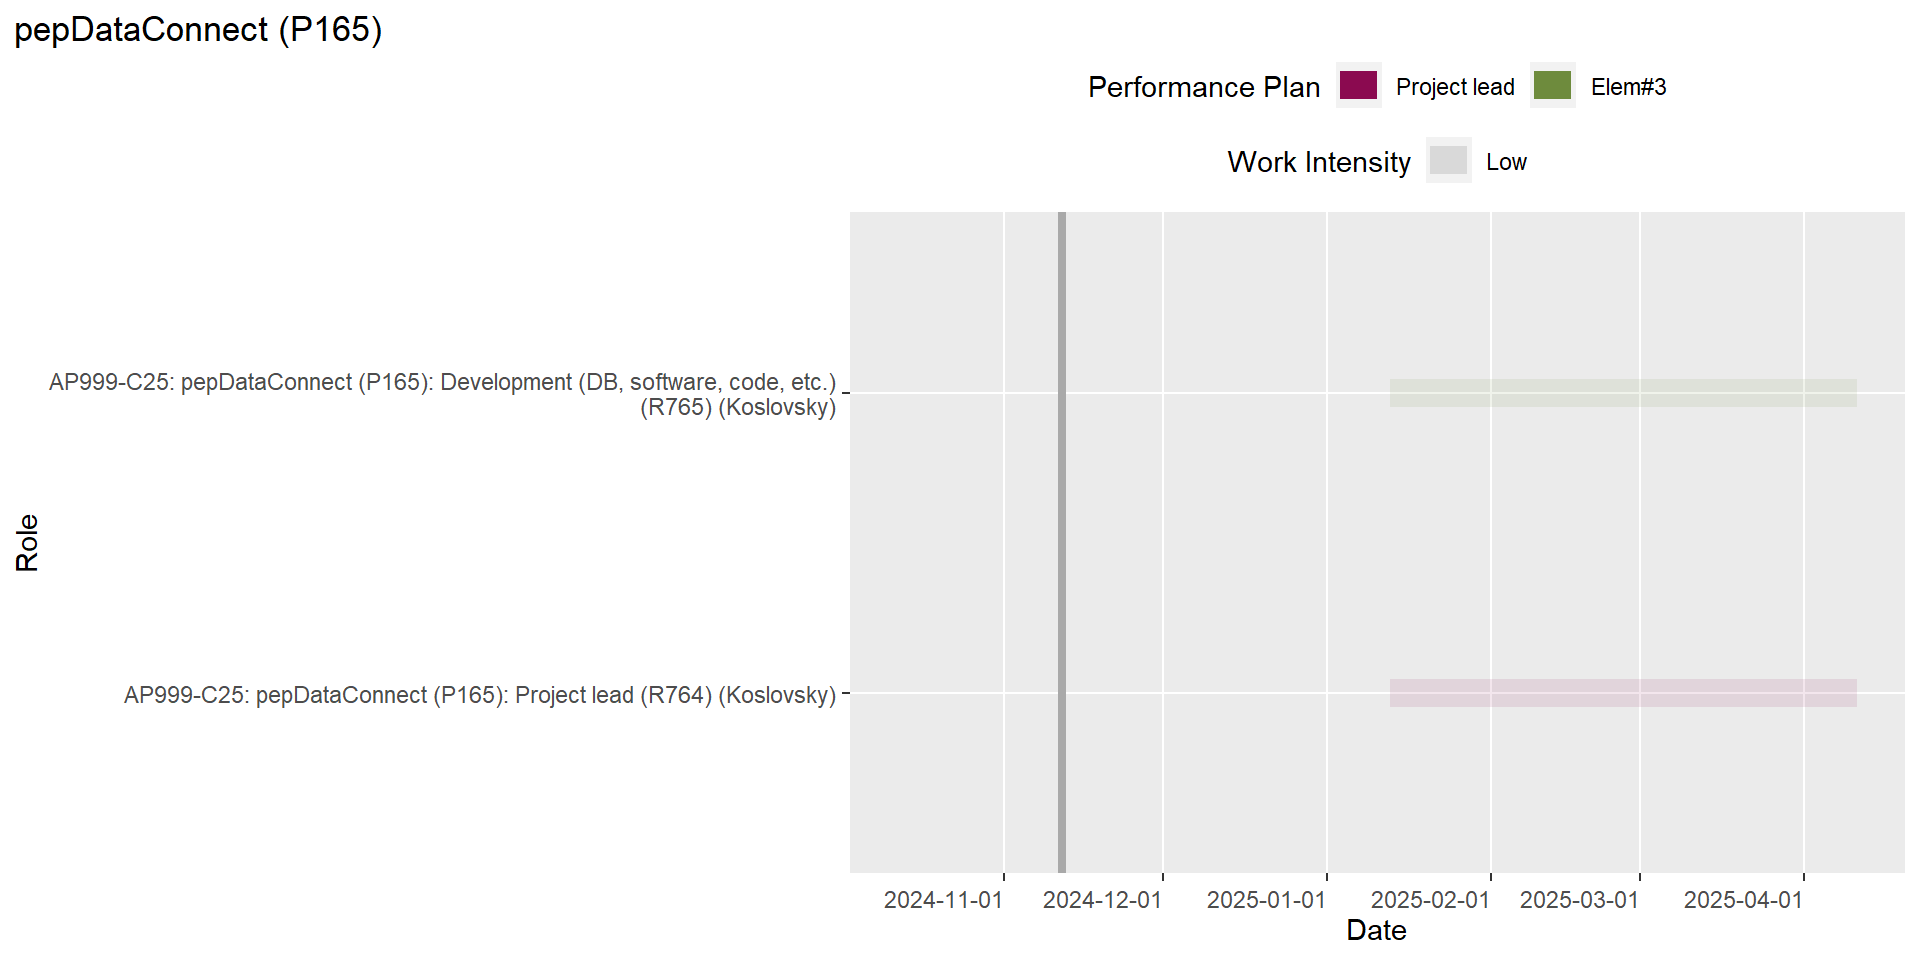 pepDataConnect (P165)
Performance Plan Project lead Elem#3
Work Intensity Low
AP999-C25: pepDataConnect (P165): Development (DB, software, code, etc.)
(R765) (Koslovsky)
Role
AP999-C25: pepDataConnect (P165): Project lead (R764) (Koslovsky)
2024-11-01 2024-12-01 2025-01-01 2025-02-01 2025-03-01 2025-04-01
Date